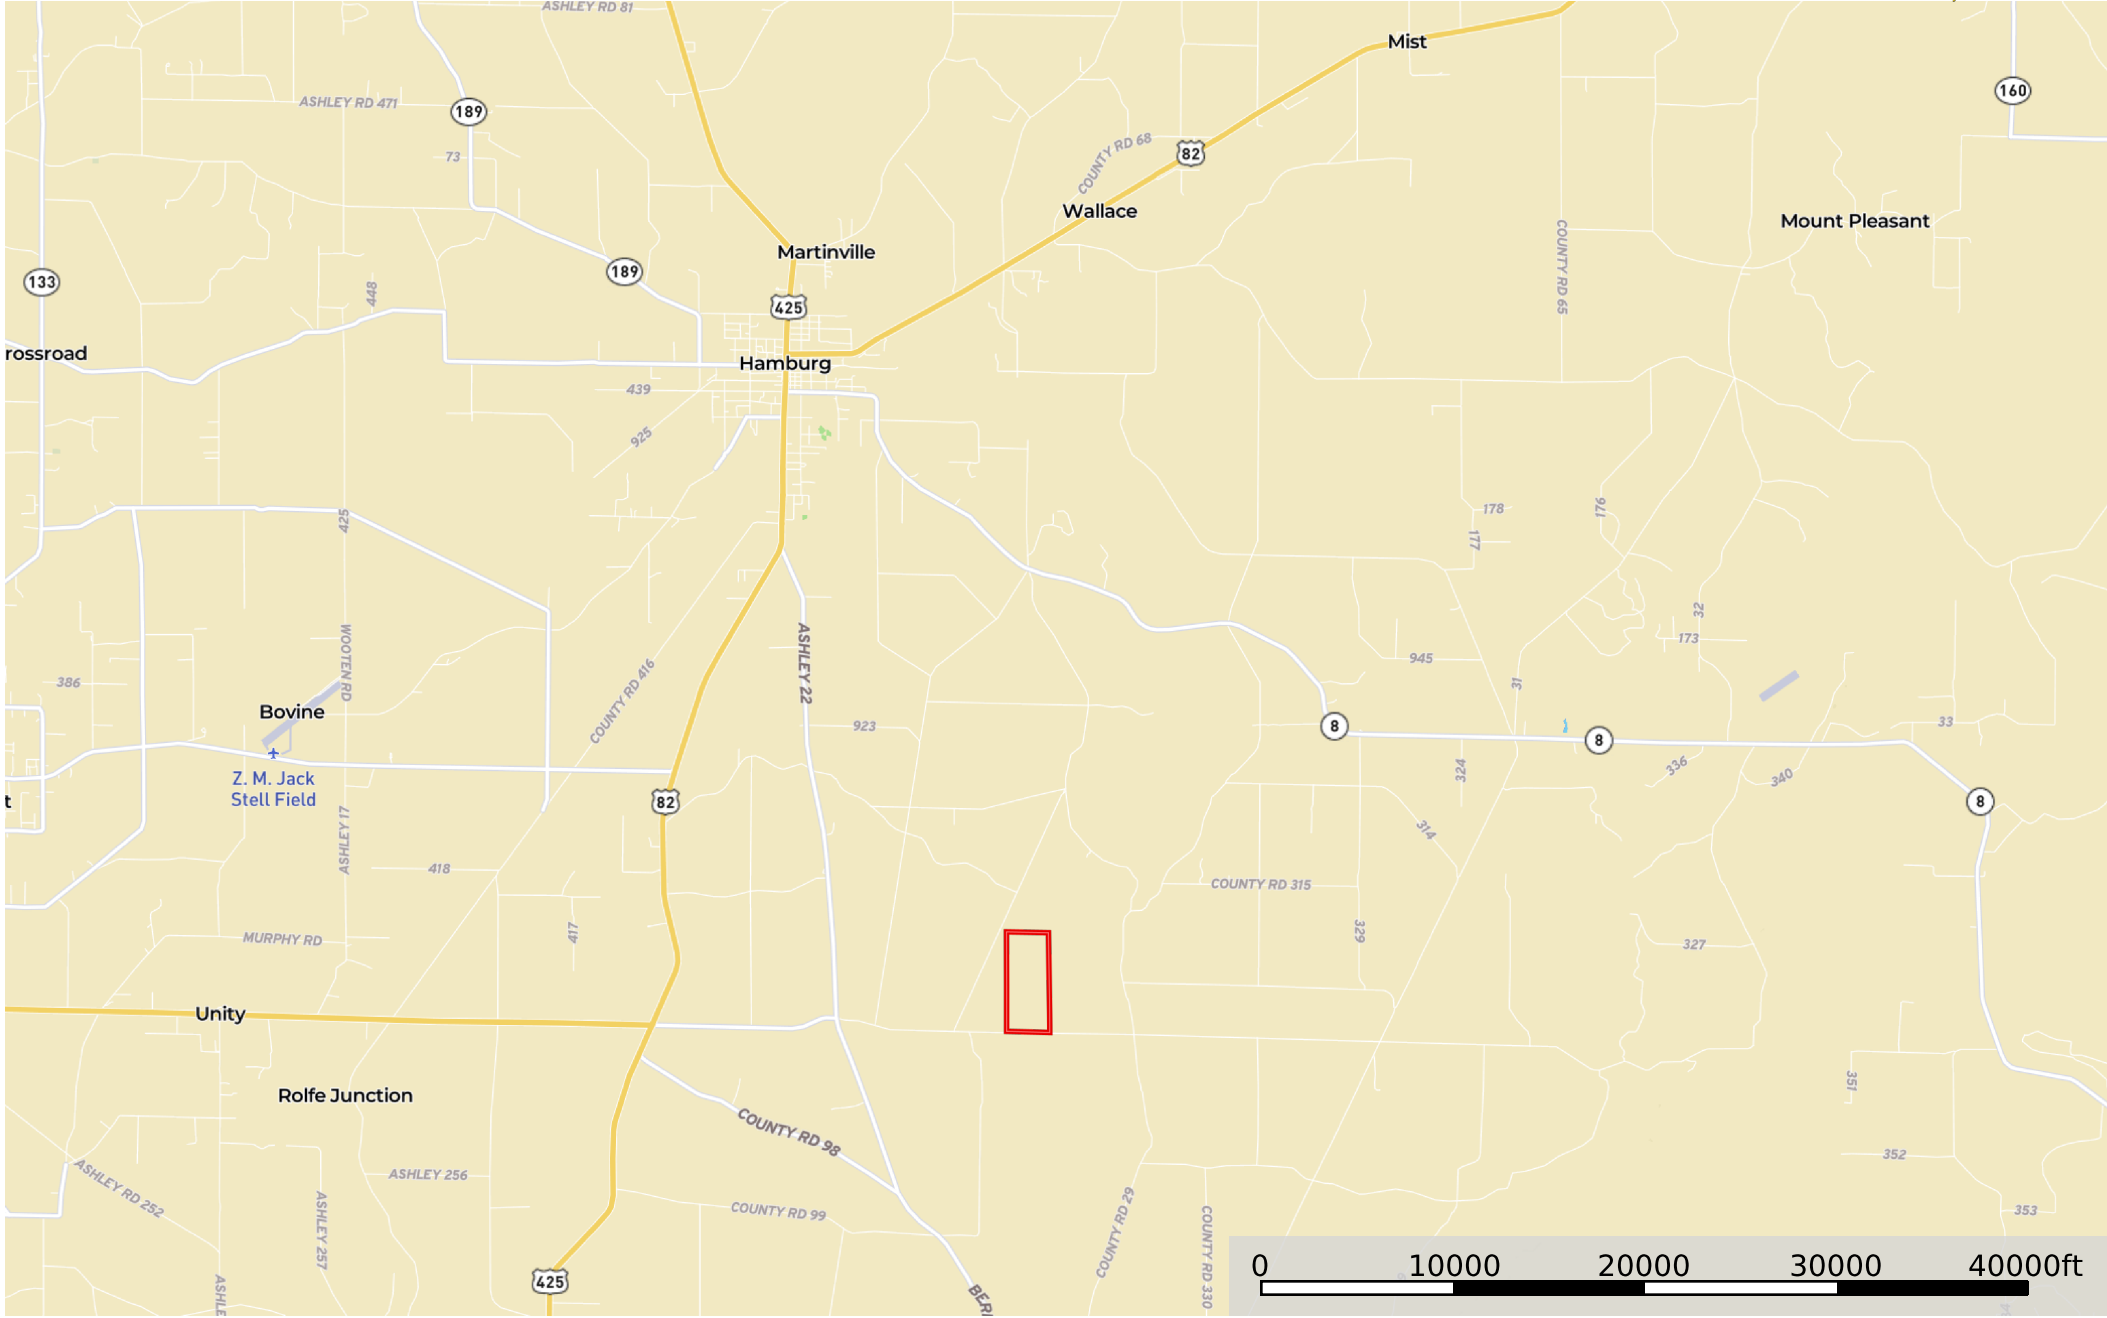 ASHLEY RD 81
Mist
160
ASHLEY RD 471
189
73
COUNTY RD 68
82
Wallace
Mount Pleasant
COUNTY RD 65
Martinville
189
133
448
425
rossroad
Hamburg
439
925
425
178
177
176
32
173
31
945
WOOTEN RD
386
COUNTY RD 416
ASHLEY 22
Bovine
923
8
8
33
Z. M. Jack
Stell Field
t
82
324
336
340
8
314
ASHLEY 17
418
COUNTY RD 315
417
329
327
MURPHY RD
Unity
Rolfe Junction
351
COUNTY RD 98
352
ASHLEY RD 252
ASHLEY 256
ASHLEY 257
COUNTY RD 99
COUNTY RD 29
COUNTY RD 330
353
425
ASHLE
BERI
0 10000 20000 30000 40000ft